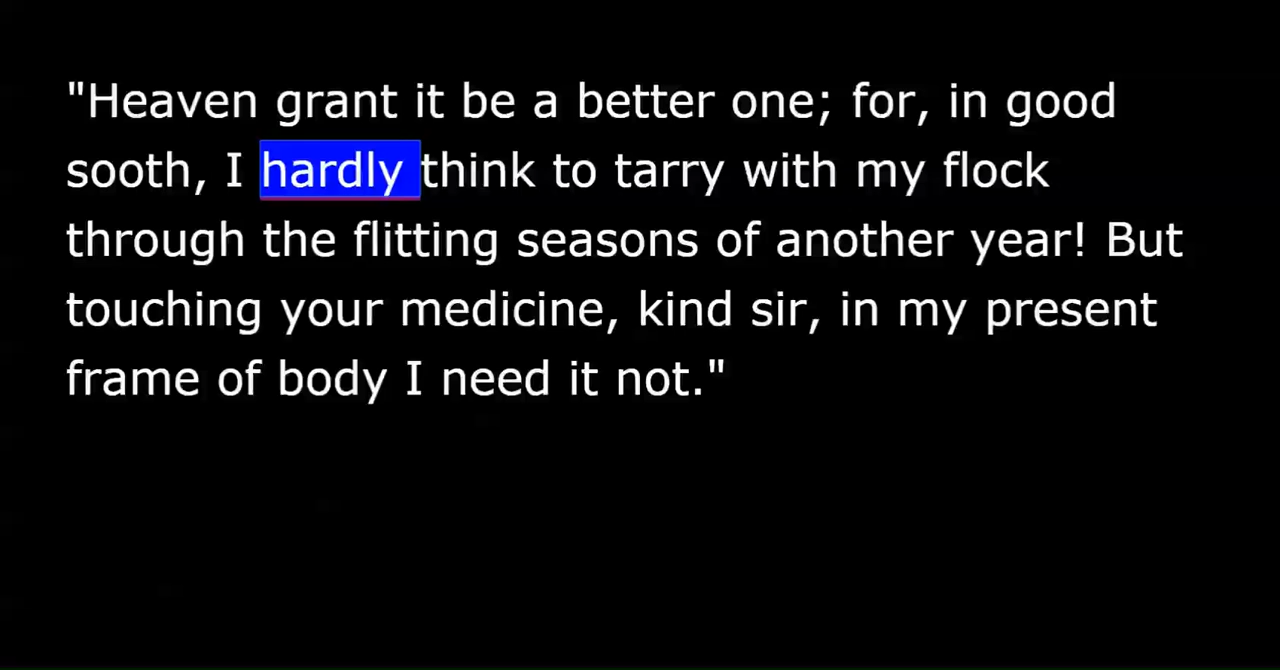 "Heaven grant it be a better one; for, in good
sooth, I hardly think to tarry with my flock
through the flitting seasons of another year! But
touching your medicine, kind sir, in my present
frame of body I need it not."